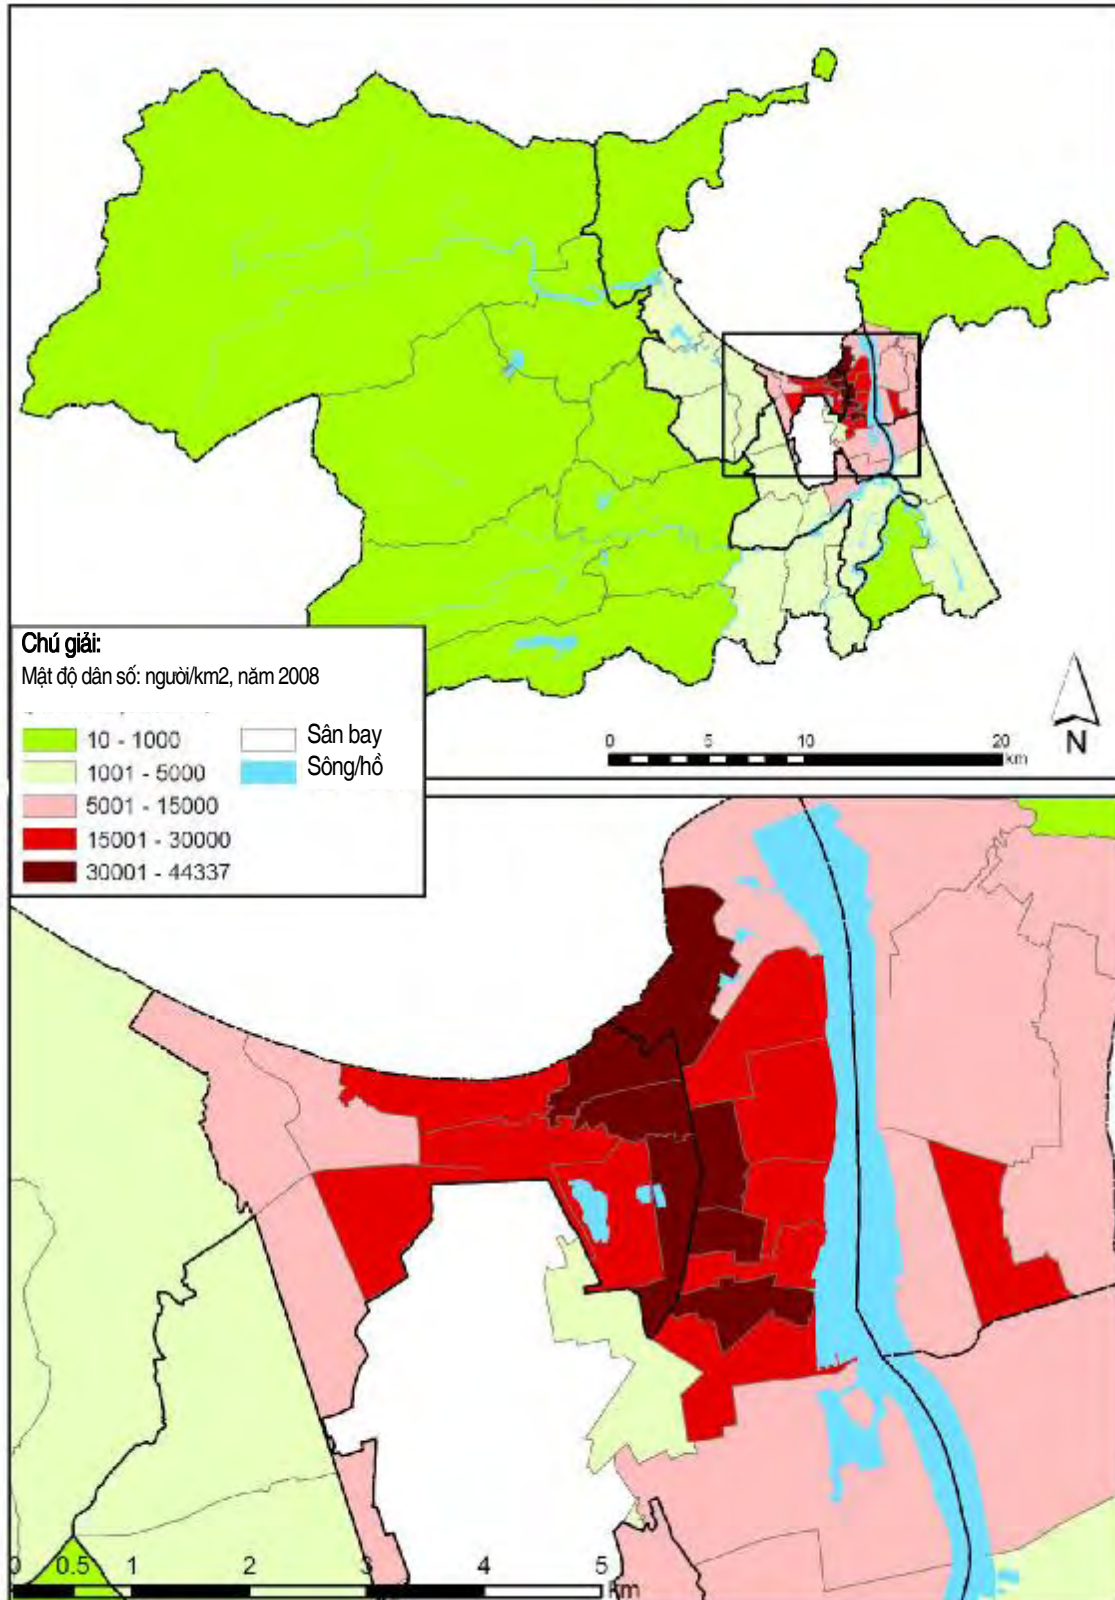 Chú giải:
Mật độ dân số: người/km2, năm 2008
10 - 1000
1001 - 5000
5001 - 15000
15001 - 30000
30001 - 44337
Sân bay
Sông/hồ
0 5 10 20
km
N
0 0.5 1 2 3 4 5
km